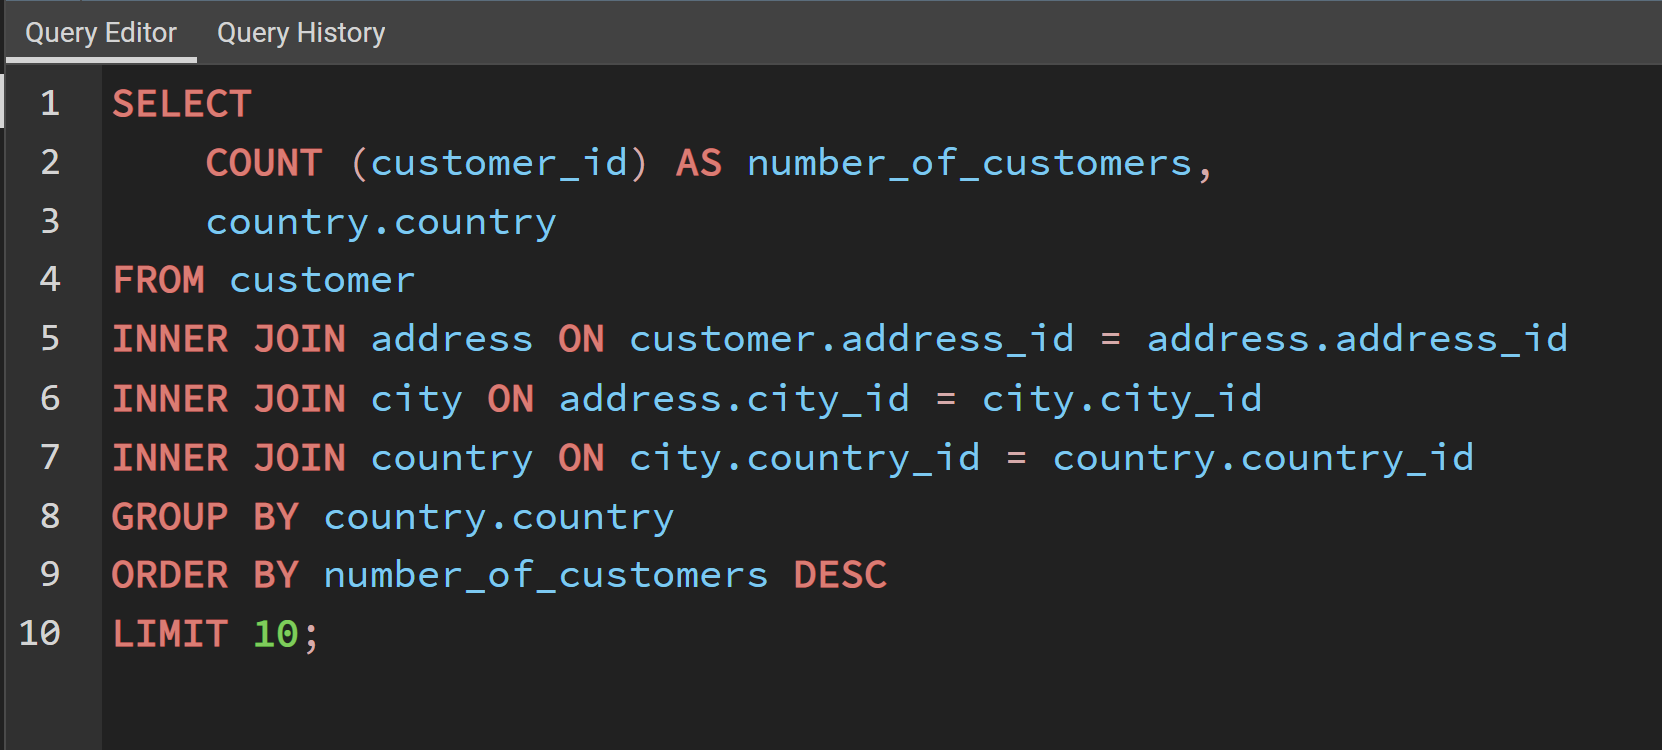 Query Editor Query History
1 SELECT
2 COUNT (customer_id) AS number_of_customers,
3 country.country
4 FROM customer
5 INNER JOIN address ON customer.address_id = address.address_id
6 INNER JOIN city ON address.city_id = city.city_id
7 INNER JOIN country ON city.country_id = country.country_id
8 GROUP BY country.country
9 ORDER BY number_of_customers DESC
10 LIMIT 10;